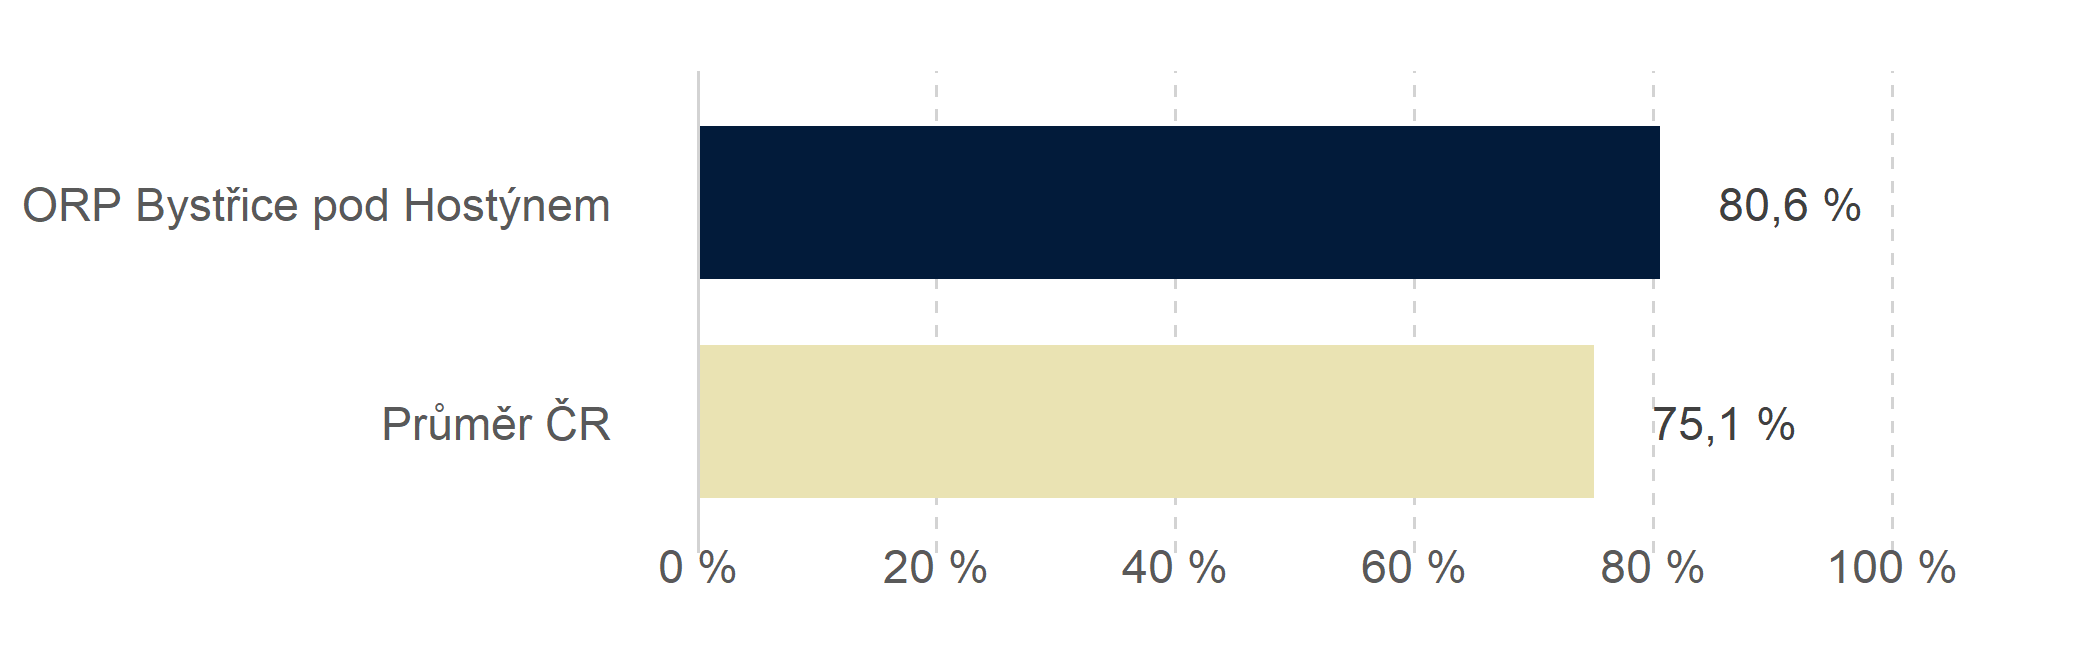 ORP Bystřice pod Hostýnem
80,6 %
Průměr ČR
75,1 %
0 % 20 % 40 % 60 % 80 % 100 %